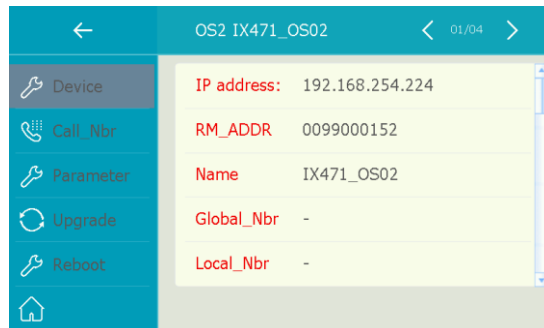 OS2 IX471_OS02 01/04
Device
Call_Nbr
Parameter
Upgrade
Reboot
IP address: 192.168.254.224
RM_ADDR 0099000152
Name IX471_OS02
Global_Nbr -
Local_Nbr -